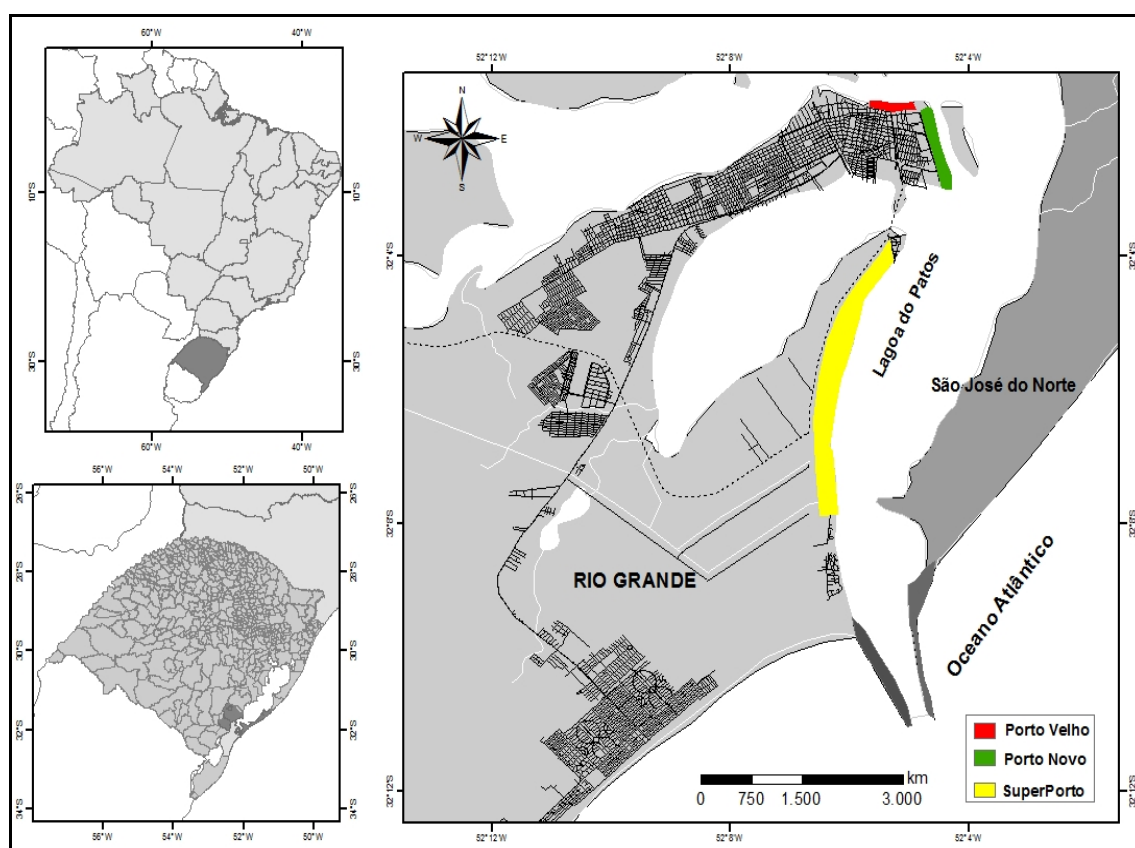 60°W 40°W
10°S 10°S
30°S 30°S
60°W 40°W
56°W 54°W 52°W 50°W
26°S 26°S
28°S 28°S
30°S 30°S
32°S 32°S
34°S 34°S
56°W 54°W 52°W 50°W
52°12'W 52°8'W 52°4'W
N
W E
S
32°4'S 32°4'S
Lagoa do Patos
São José do Norte
32°8'S 32°8'S
RIO GRANDE
Oceano Atlântico
Porto Velho
Porto Novo
SuperPorto
km
0 750 1.500 3.000
32°12'S 32°12'S
52°12'W 52°8'W 52°4'W